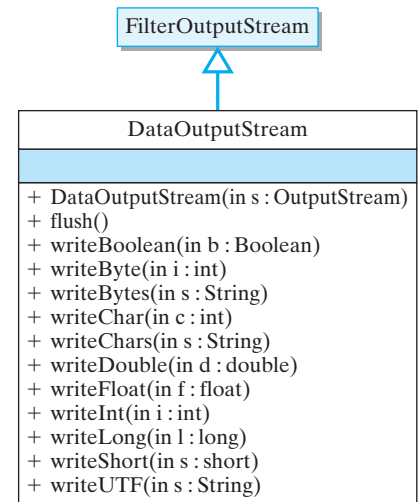 FilterOutputStream
DataOutputStream
+ DataOutputStream(in s : OutputStream)
+ flush()
+ writeBoolean(in b : Boolean)
+ writeByte(in i : int)
+ writeBytes(in s : String)
+ writeChar(in c : int)
+ writeChars(in s : String)
+ writeDouble(in d : double)
+ writeFloat(in f : float)
+ writeInt(in i : int)
+ writeLong(in l : long)
+ writeShort(in s : short)
+ writeUTF(in s : String)